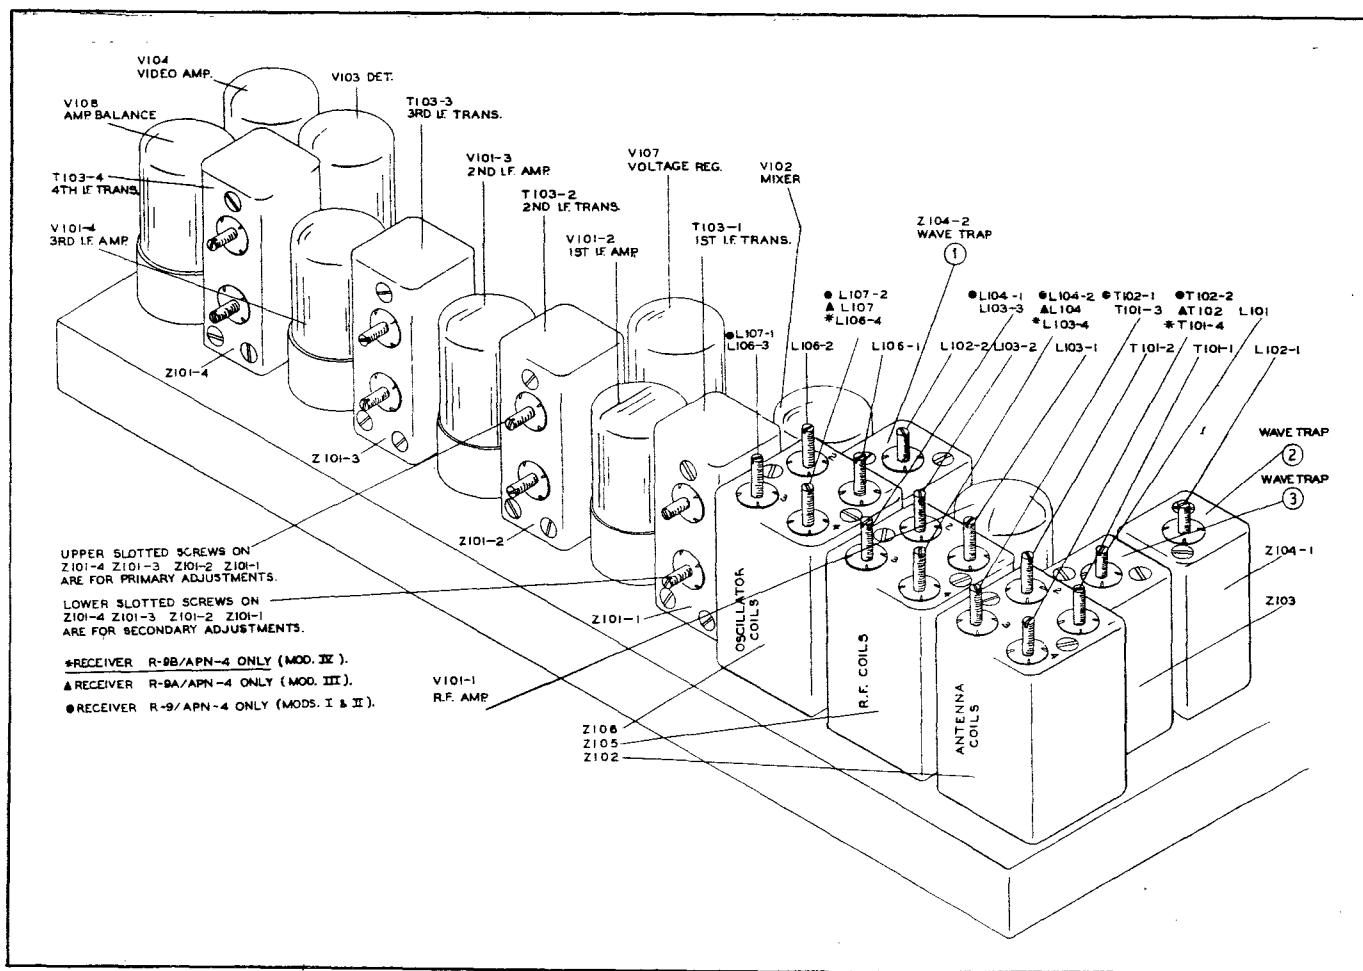 V104
VIDEO AMP.
V103 DET.
V108
AMP BALANCE
T103-3
3RD I.F. TRANS.
T103-4
4TH I.F. TRANS.
V101-3
2ND I.F. AMP.
V107
VOLTAGE REG.
V102
MIXER
T103-2
2ND I.F. TRANS.
V101-4
3RD I.F. AMP.
V101-2
1ST I.F. AMP
T103-1
1ST I.F. TRANS.
Z104-2
WAVE TRAP
1
● L107-2
▲ L107
* L106-4
● L104-1
L103-3
● L104-2
▲ L104
* L103-4
● T102-1
T101-3
● T102-2
▲ T102
* T101-4
L101
● L107-1
L106-3
L106-2
L106-1
L102-2
L103-2
L103-1
T101-2
T101-1
L102-1
WAVE TRAP
2
WAVE TRAP
3
Z101-4
Z101-3
Z101-2
Z101-1
Z104-1
Z103
2
3
*
2
3
*
2
3
4
OSCILLATOR
COILS
R.F. COILS
ANTENNA
COILS
UPPER SLOTTED SCREWS ON
Z101-4 Z101-3 Z101-2 Z101-1
ARE FOR PRIMARY ADJUSTMENTS.
LOWER SLOTTED SCREWS ON
Z101-4 Z101-3 Z101-2 Z101-1
ARE FOR SECONDARY ADJUSTMENTS.
* RECEIVER R-9B/APN-4 ONLY (MOD. IV).
▲ RECEIVER R-9A/APN-4 ONLY (MOD. III).
● RECEIVER R-9/APN-4 ONLY (MODS. I & II).
V101-1
R.F. AMP.
Z106
Z105
Z102